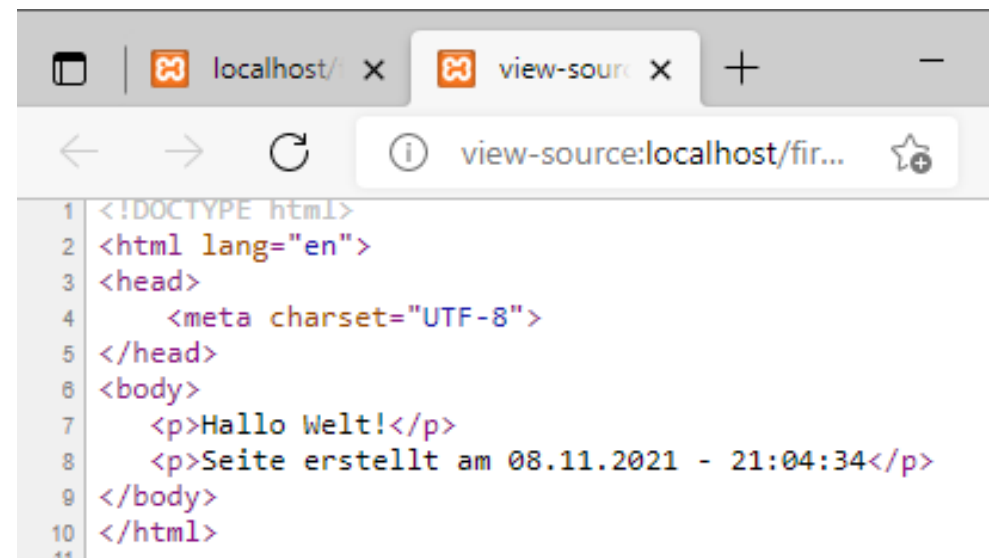 localhost/
view-sour
view-source:localhost/fir...
1 <!DOCTYPE html>
2 <html lang="en">
3 <head>
4     <meta charset="UTF-8">
5 </head>
6 <body>
7    <p>Hallo Welt!</p>
8    <p>Seite erstellt am 08.11.2021 - 21:04:34</p>
9 </body>
10 </html>
11